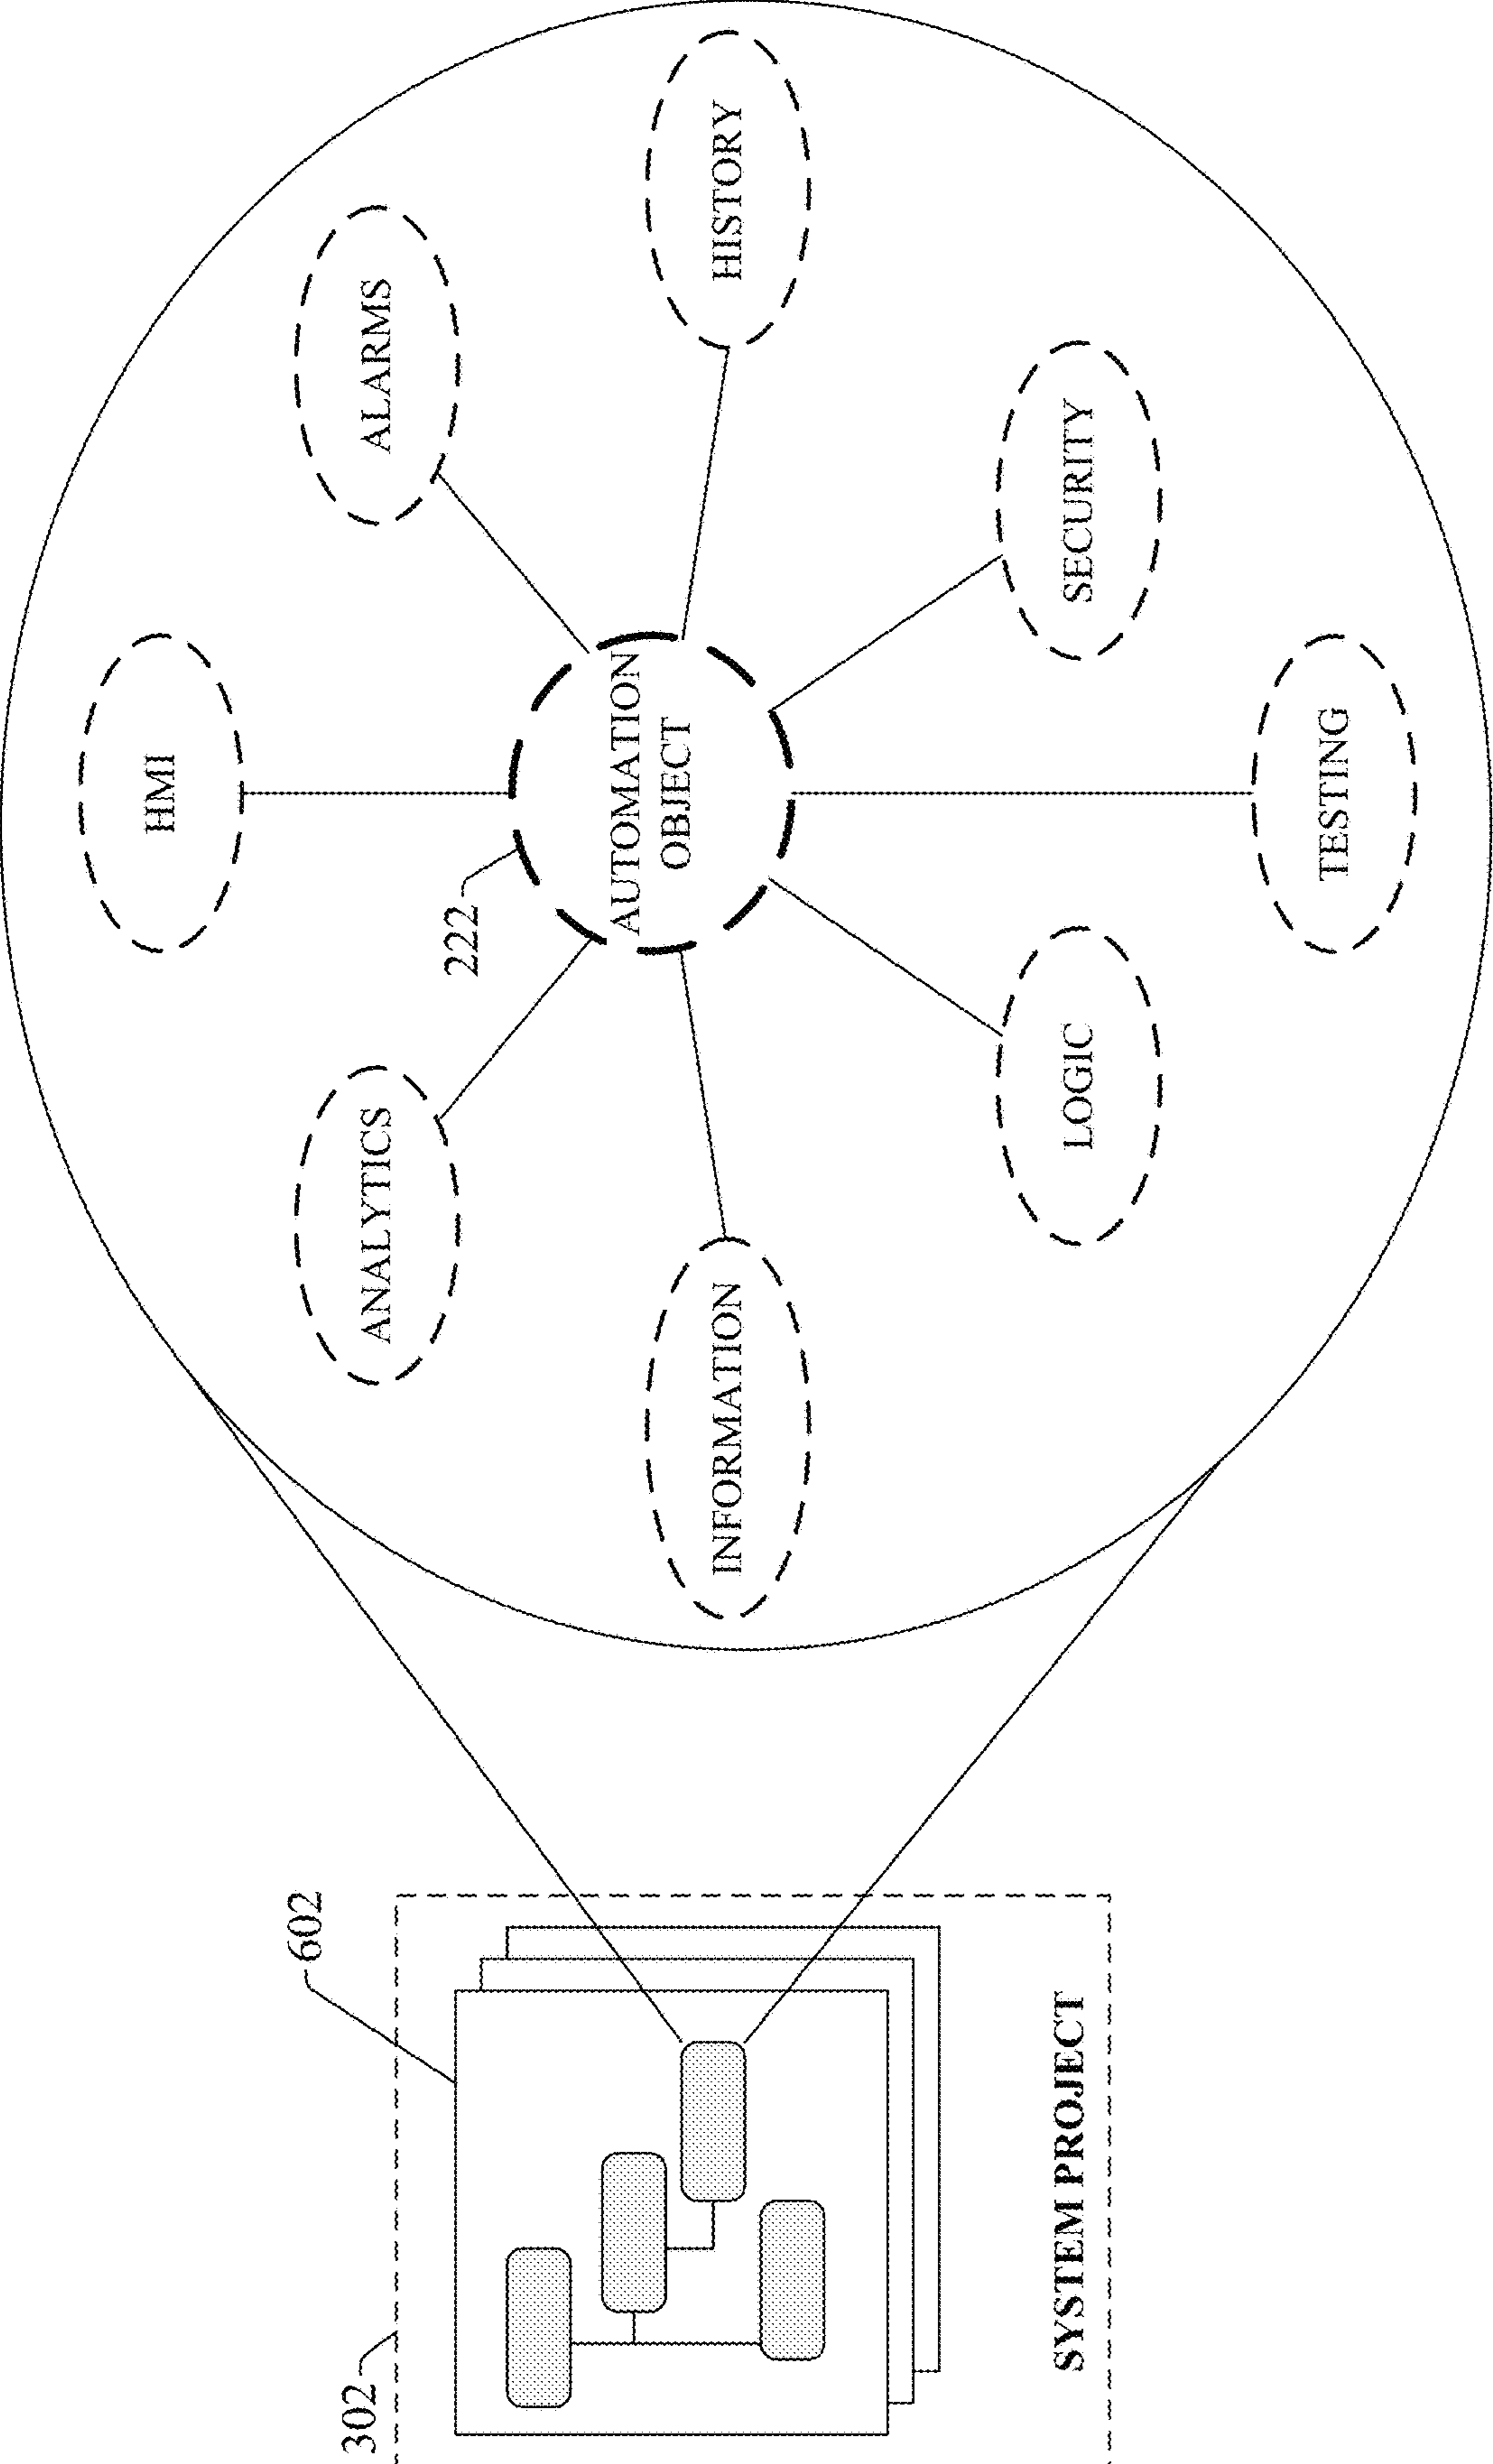 302
602
SYSTEM PROJECT
HMI
ANALYTICS
ALARMS
222
AUTOMATION
OBJECT
INFORMATION
HISTORY
LOGIC
SECURITY
TESTING